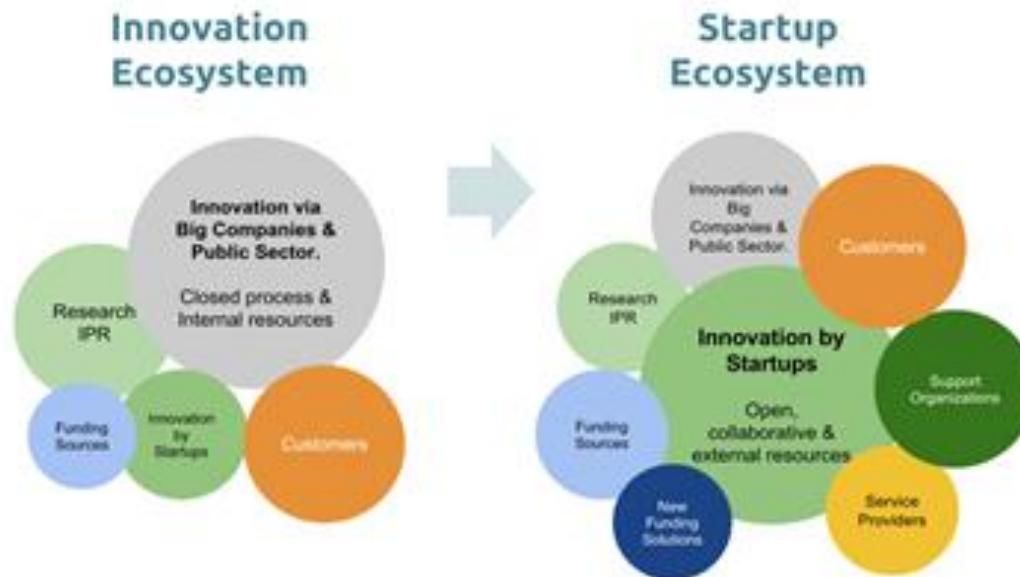 Innovation
Ecosystem
Startup
Ecosystem
Innovation via
Big Companies &
Public Sector.
Closed process &
Internal resources
Research
IPR
Funding
Sources
Innovation
by
Startups
Customers
Innovation via
Big
Companies &
Public Sector.
Customers
Research
IPR
Innovation by
Startups
Open,
collaborative &
external resources
Support
Organizations
Funding
Sources
New
Funding
Solutions
Service
Providers